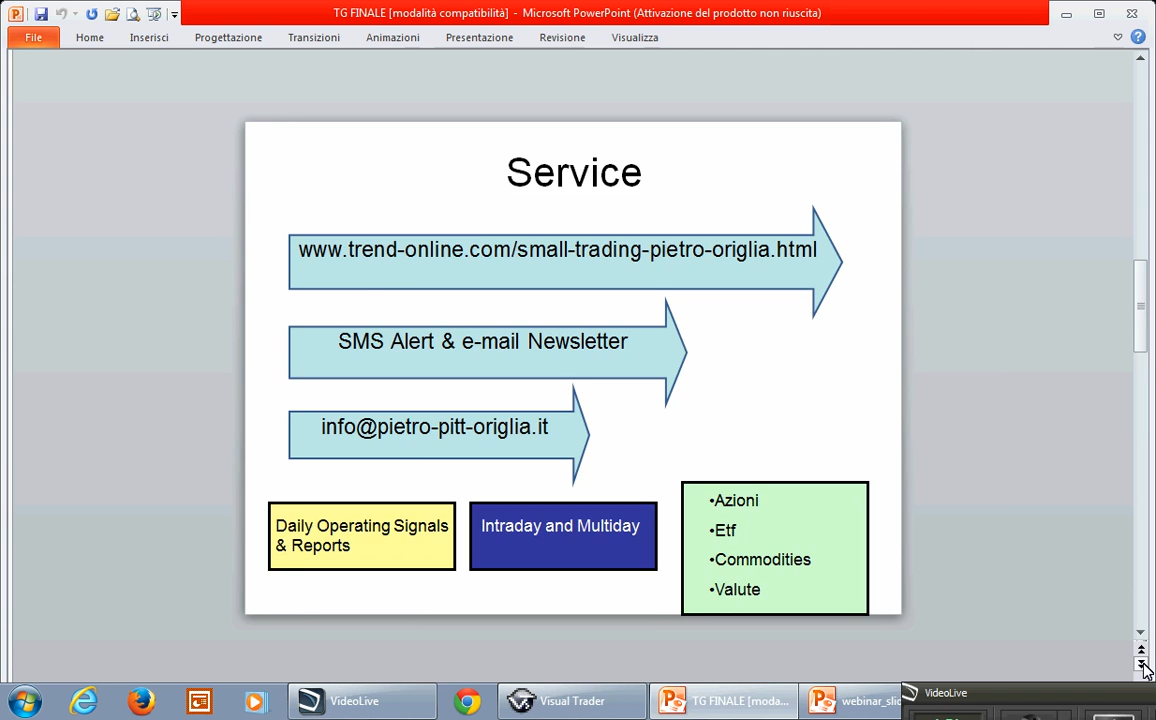 TG FINALE [modalità compatibilità] - Microsoft PowerPoint (Attivazione del prodotto non riuscita)
File Home Inserisci Progettazione Transizioni Animazioni Presentazione Revisione Visualizza
Service
www.trend-online.com/small-trading-pietro-origlia.html
SMS Alert & e-mail Newsletter
info@pietro-pitt-origlia.it
Daily Operating Signals
& Reports
Intraday and Multiday
•Azioni
•Etf
•Commodities
•Valute
VideoLive
Visual Trader
TG FINALE [moda...
webinar_slid
VideoLive